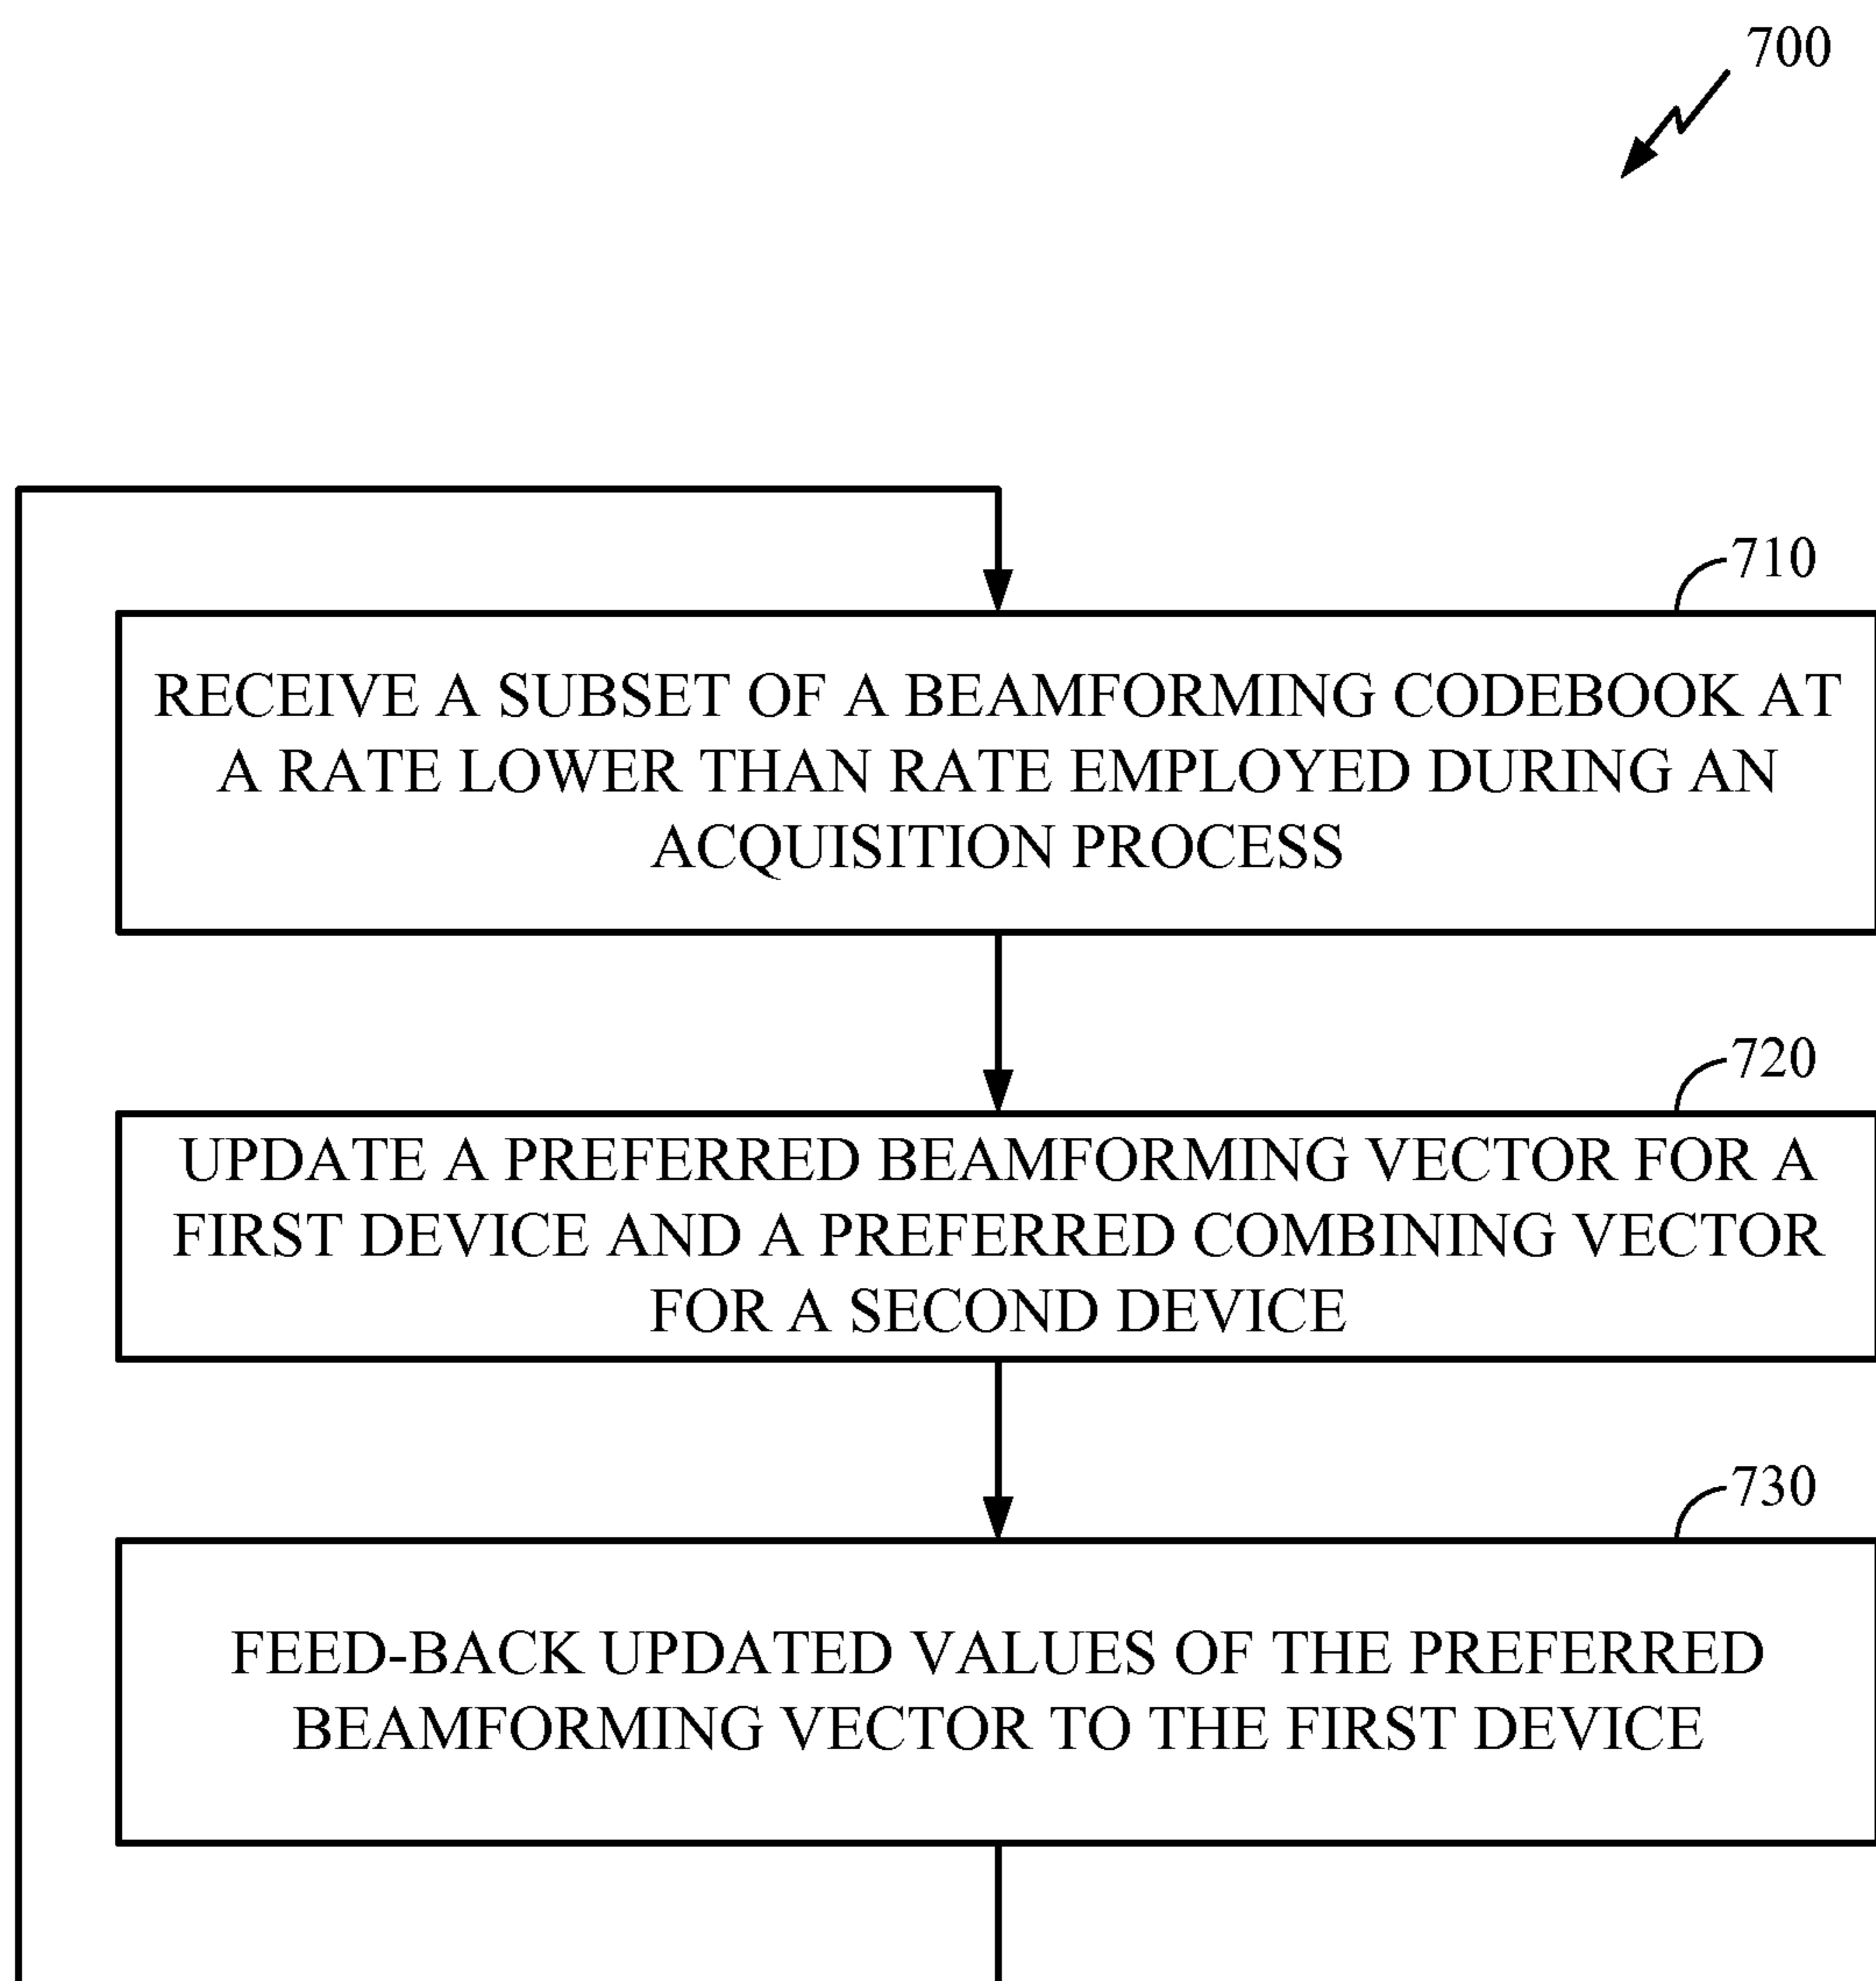 700
710
RECEIVE A SUBSET OF A BEAMFORMING CODEBOOK AT
A RATE LOWER THAN RATE EMPLOYED DURING AN
ACQUISITION PROCESS
720
UPDATE A PREFERRED BEAMFORMING VECTOR FOR A
FIRST DEVICE AND A PREFERRED COMBINING VECTOR
FOR A SECOND DEVICE
730
FEED-BACK UPDATED VALUES OF THE PREFERRED
BEAMFORMING VECTOR TO THE FIRST DEVICE